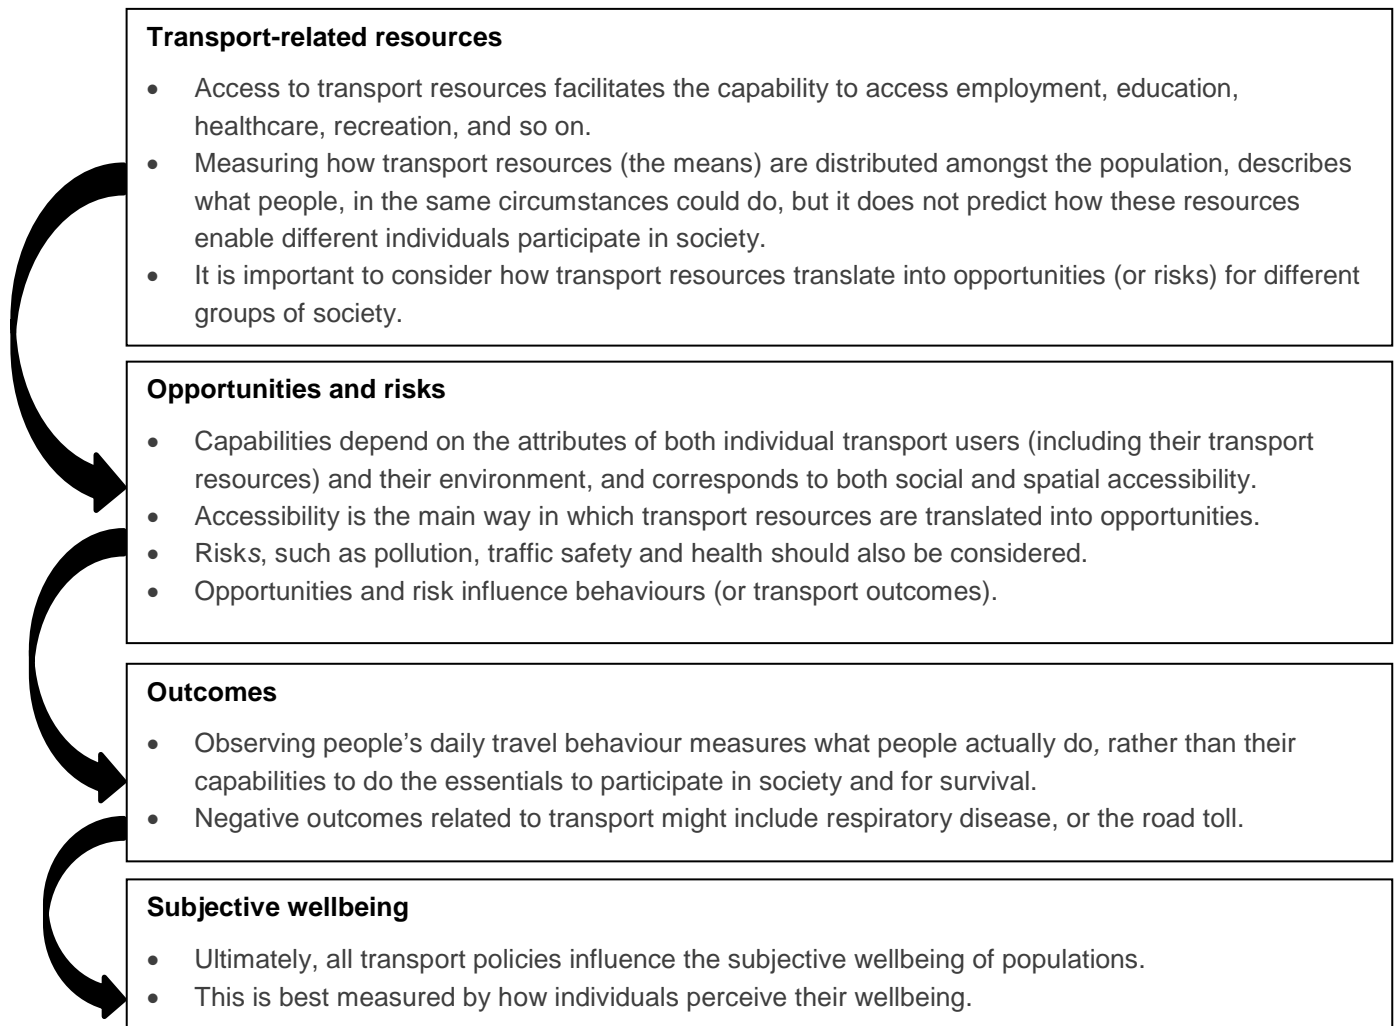 Transport-related resources
• Access to transport resources facilitates the capability to access employment, education,
healthcare, recreation, and so on.
• Measuring how transport resources (the means) are distributed amongst the population, describes
what people, in the same circumstances could do, but it does not predict how these resources
enable different individuals participate in society.
• It is important to consider how transport resources translate into opportunities (or risks) for different
groups of society.
Opportunities and risks
• Capabilities depend on the attributes of both individual transport users (including their transport
resources) and their environment, and corresponds to both social and spatial accessibility.
• Accessibility is the main way in which transport resources are translated into opportunities.
• Risks, such as pollution, traffic safety and health should also be considered.
• Opportunities and risk influence behaviours (or transport outcomes).
Outcomes
• Observing people’s daily travel behaviour measures what people actually do, rather than their
capabilities to do the essentials to participate in society and for survival.
• Negative outcomes related to transport might include respiratory disease, or the road toll.
Subjective wellbeing
• Ultimately, all transport policies influence the subjective wellbeing of populations.
• This is best measured by how individuals perceive their wellbeing.